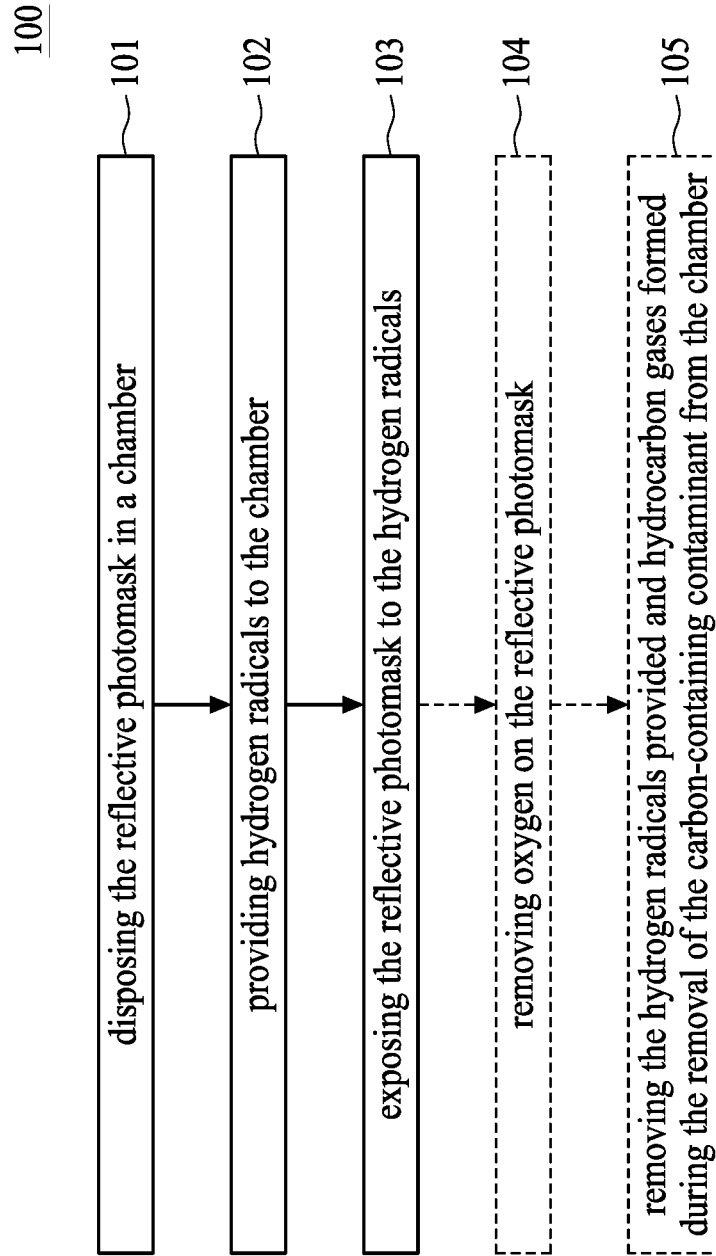 100
disposing the reflective photomask in a chamber
101
providing hydrogen radicals to the chamber
102
exposing the reflective photomask to the hydrogen radicals
103
removing oxygen on the reflective photomask
104
removing the hydrogen radicals provided and hydrocarbon gases formed
during the removal of the carbon-containing contaminant from the chamber
105